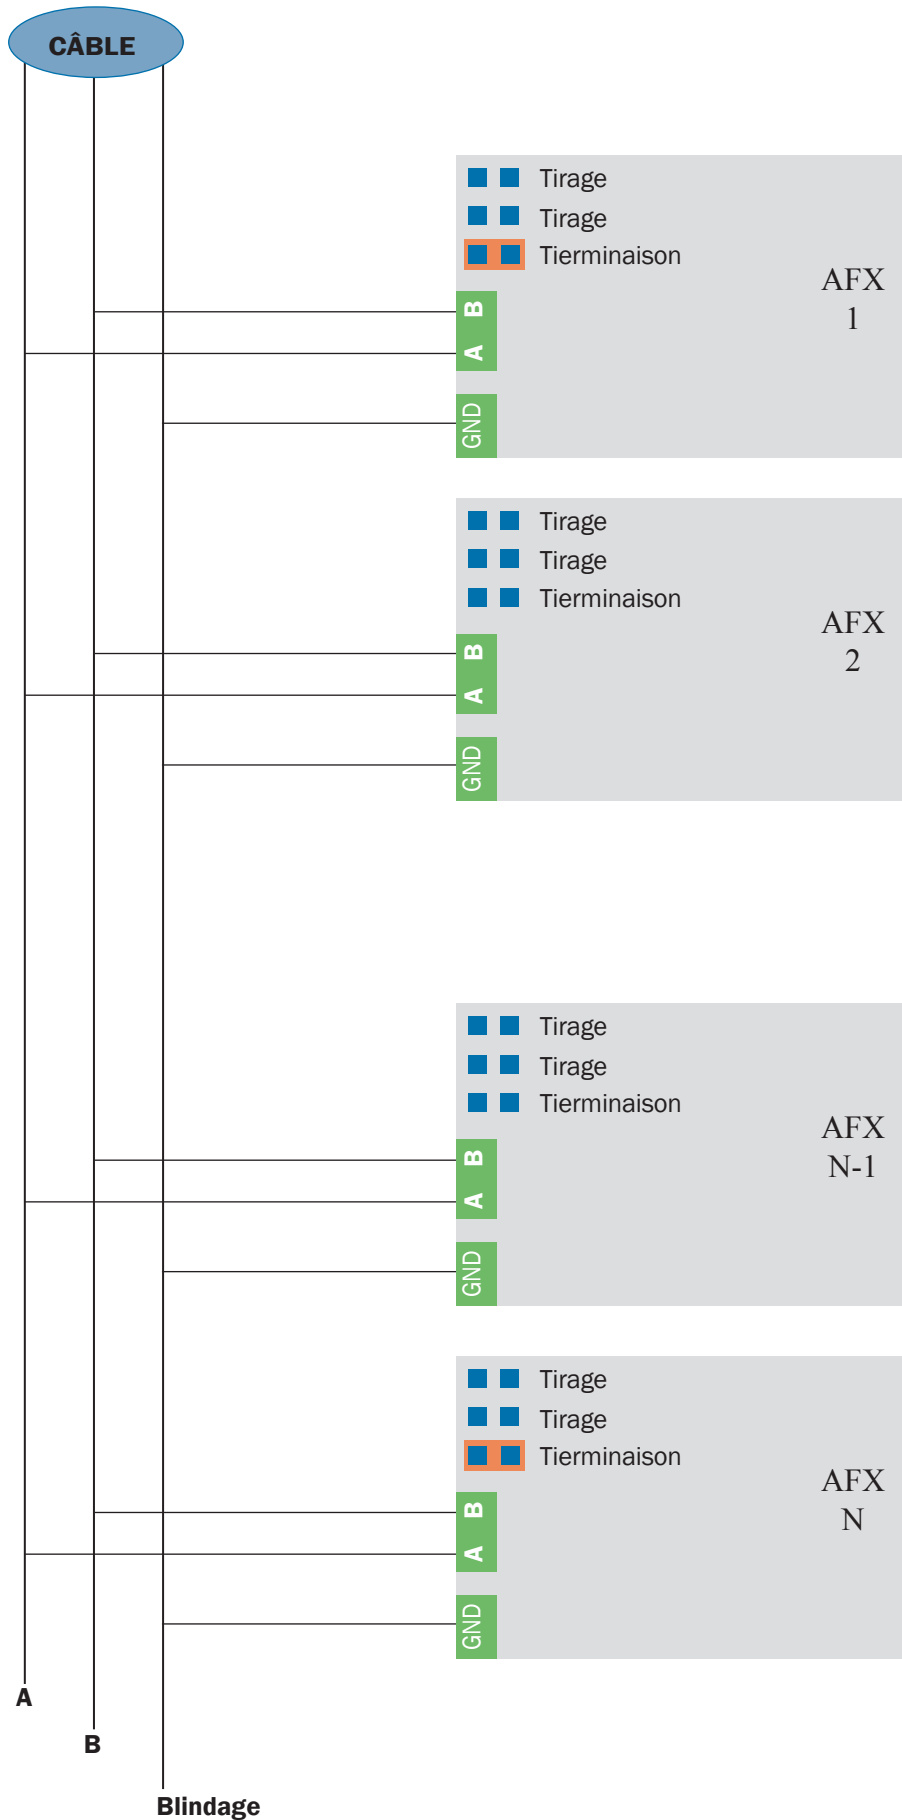 CÂBLE
Tirage
Tirage
Tierminaison
AFX
1
B
A
GND
Tirage
Tirage
Tierminaison
AFX
2
B
A
GND
Tirage
Tirage
Tierminaison
AFX
N-1
B
A
GND
Tirage
Tirage
Tierminaison
AFX
N
B
A
GND
A
B
Blindage